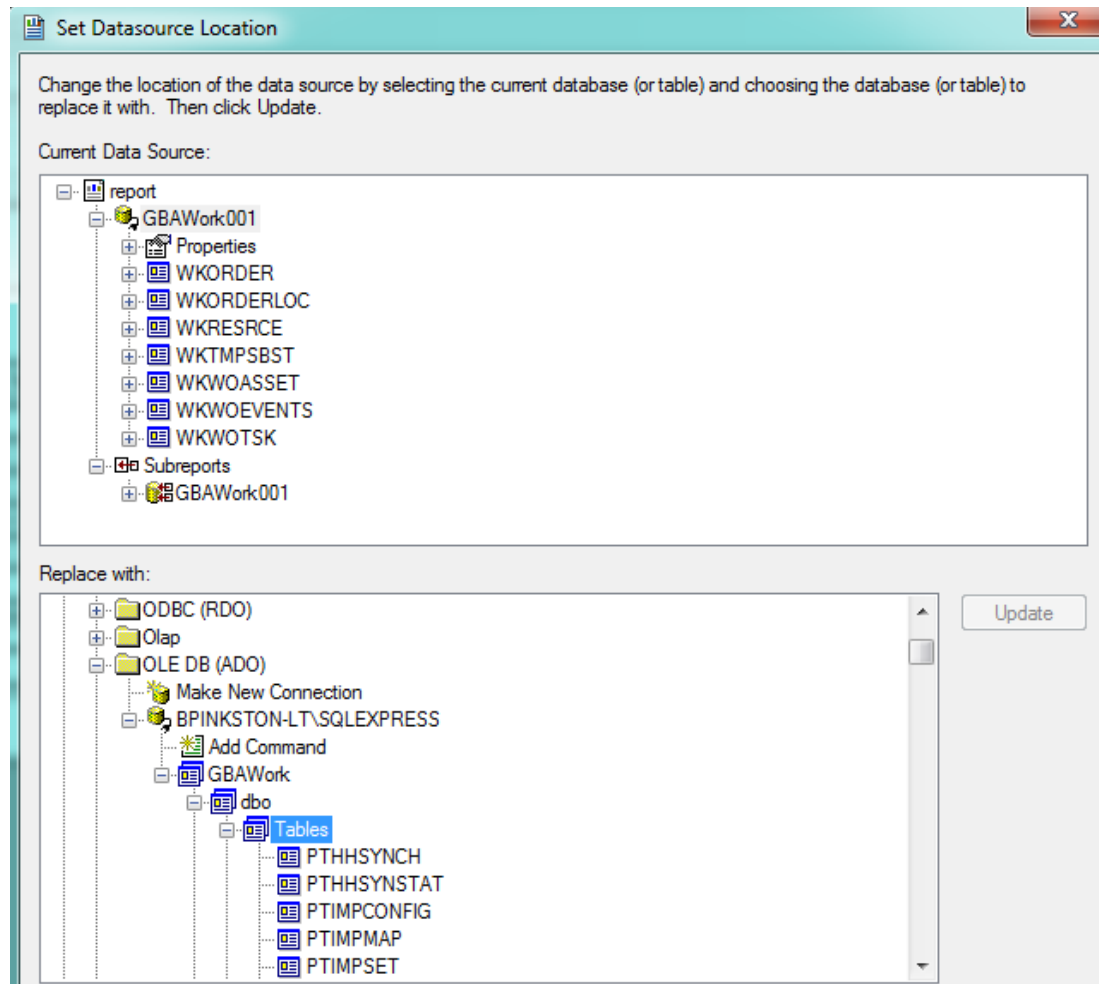 Set Datasource Location
Change the location of the data source by selecting the current database (or table) and choosing the database (or table) to
replace it with. Then click Update.
Current Data Source:
report
GBAWork001
Properties
WKORDER
WKORDERLOC
WKRESRCE
WKTMPSBST
WKWOASSET
WKWOEVENTS
WKWOTSK
Subreports
GBAWork001
Replace with:
ODBC (RDO)
Update
Olap
OLE DB (ADO)
Make New Connection
BPINKSTON-LT\SQLEXPRESS
Add Command
GBAWork
dbo
Tables
PTHHSYNCH
PTHHSYNSTAT
PTIMPCONFIG
PTIMPMAP
PTIMPSET